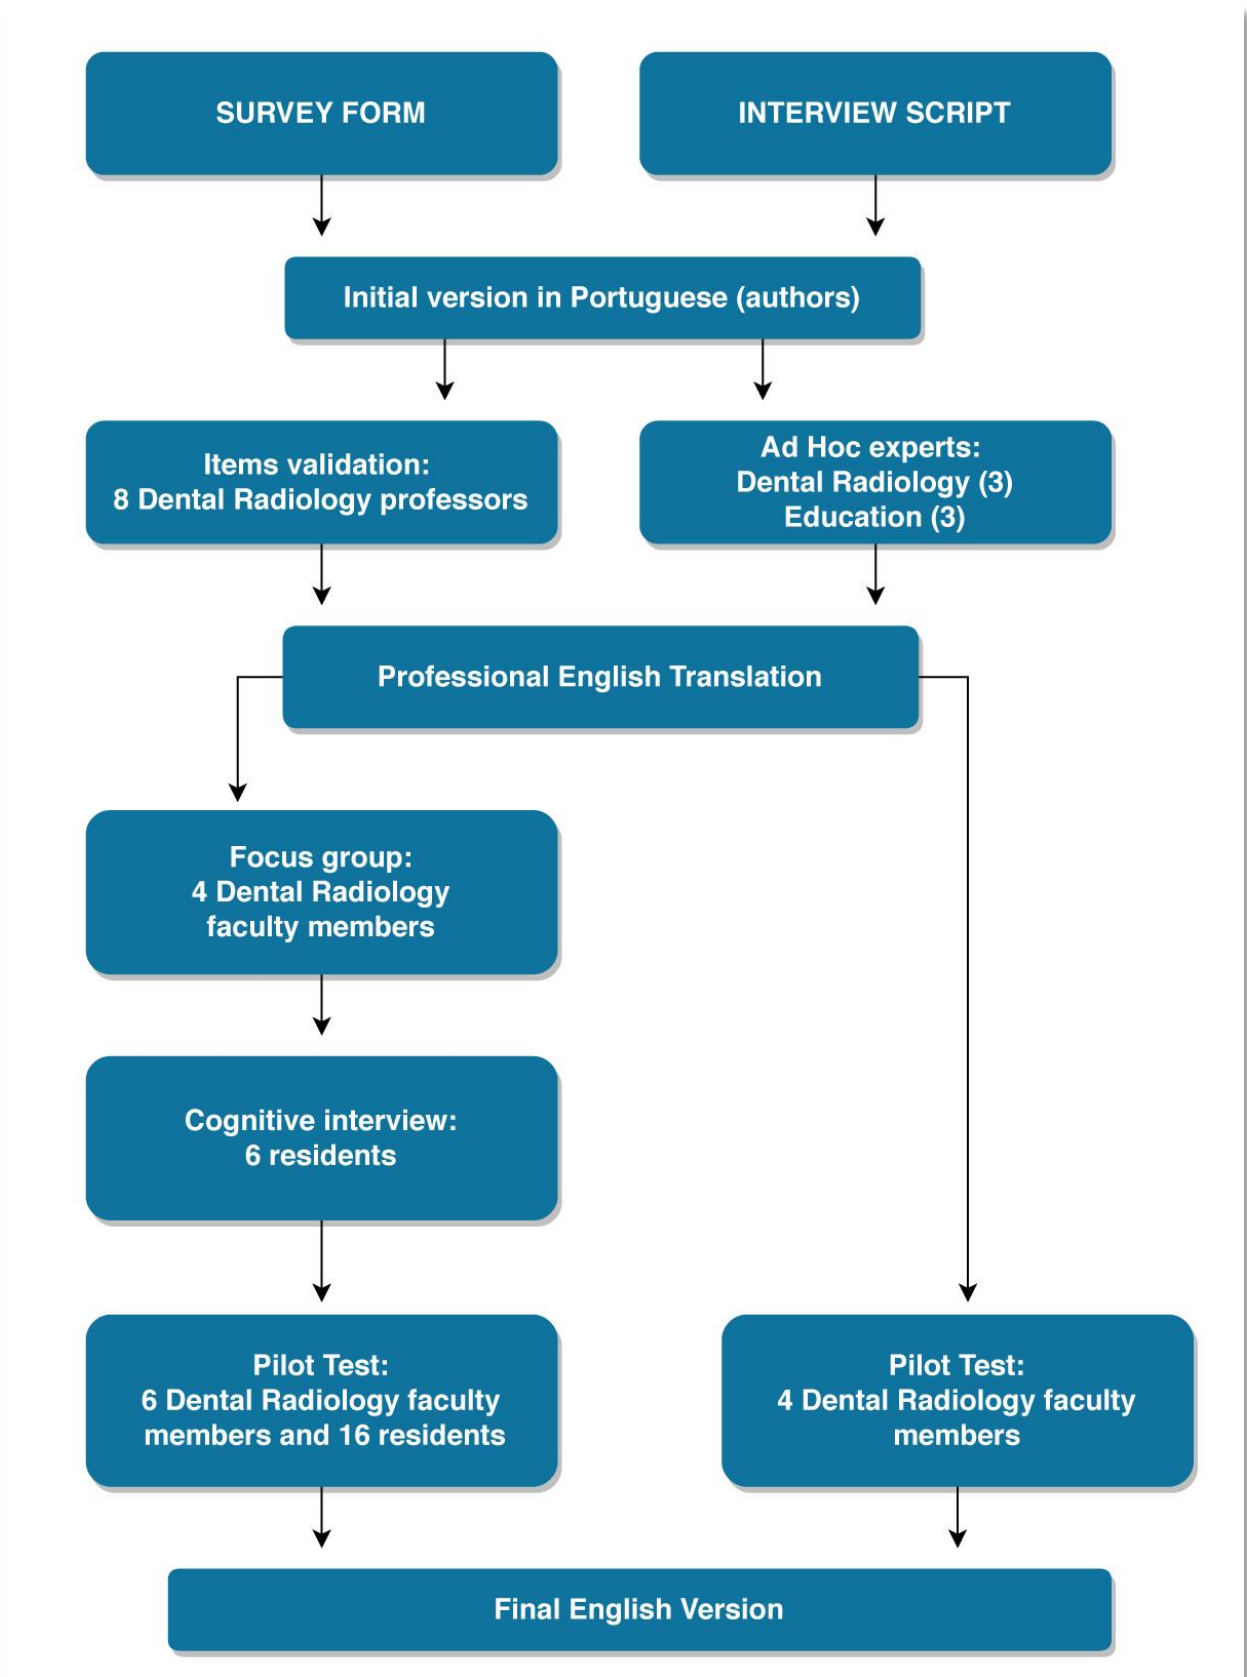 SURVEY FORM
INTERVIEW SCRIPT
Initial version in Portuguese (authors)
Items validation:
8 Dental Radiology professors
Ad Hoc experts:
Dental Radiology (3)
Education (3)
Professional English Translation
Focus group:
4 Dental Radiology
faculty members
Cognitive interview:
6 residents
Pilot Test:
6 Dental Radiology faculty
members and 16 residents
Pilot Test:
4 Dental Radiology faculty
members
Final English Version